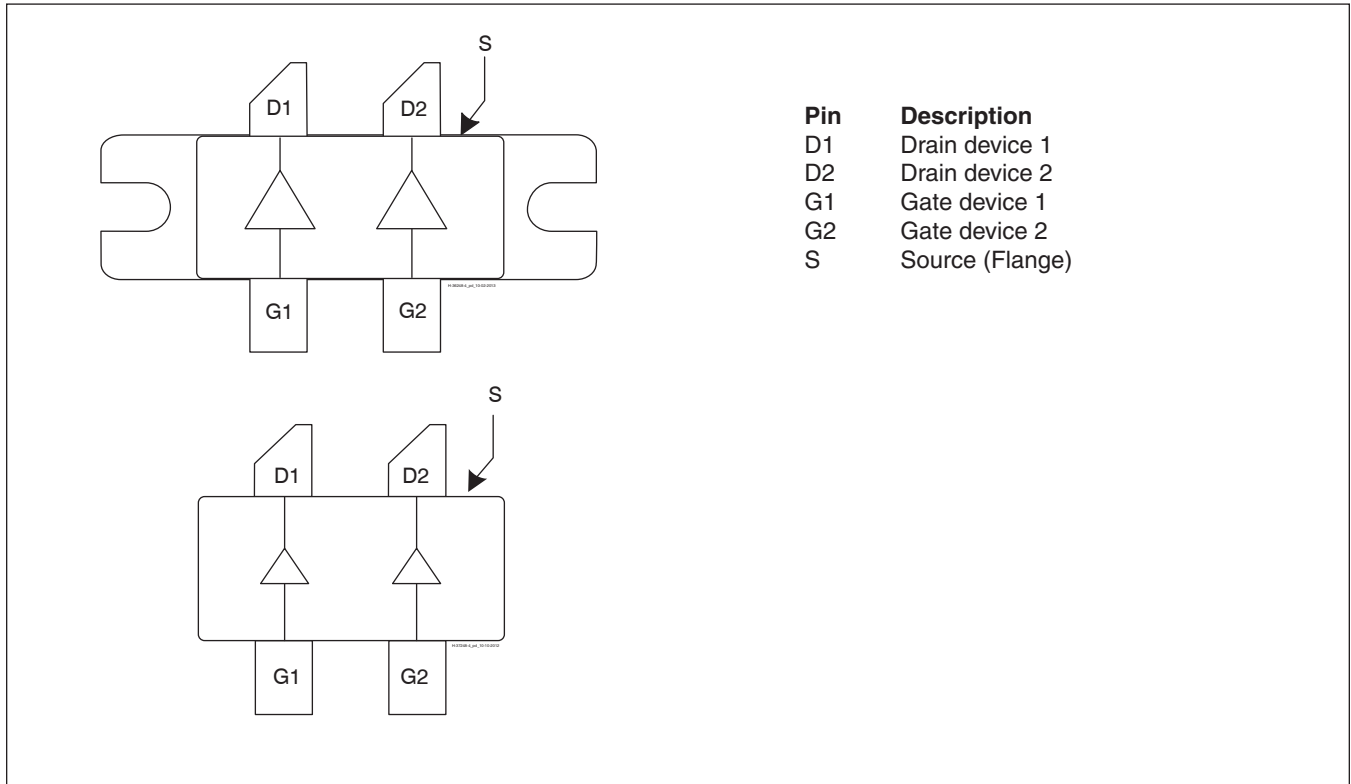 S
D1 D2
G1 G2
S
D1 D2
G1 G2
Pin Description
D1 Drain device 1
D2 Drain device 2
G1 Gate device 1
G2 Gate device 2
S Source (Flange)